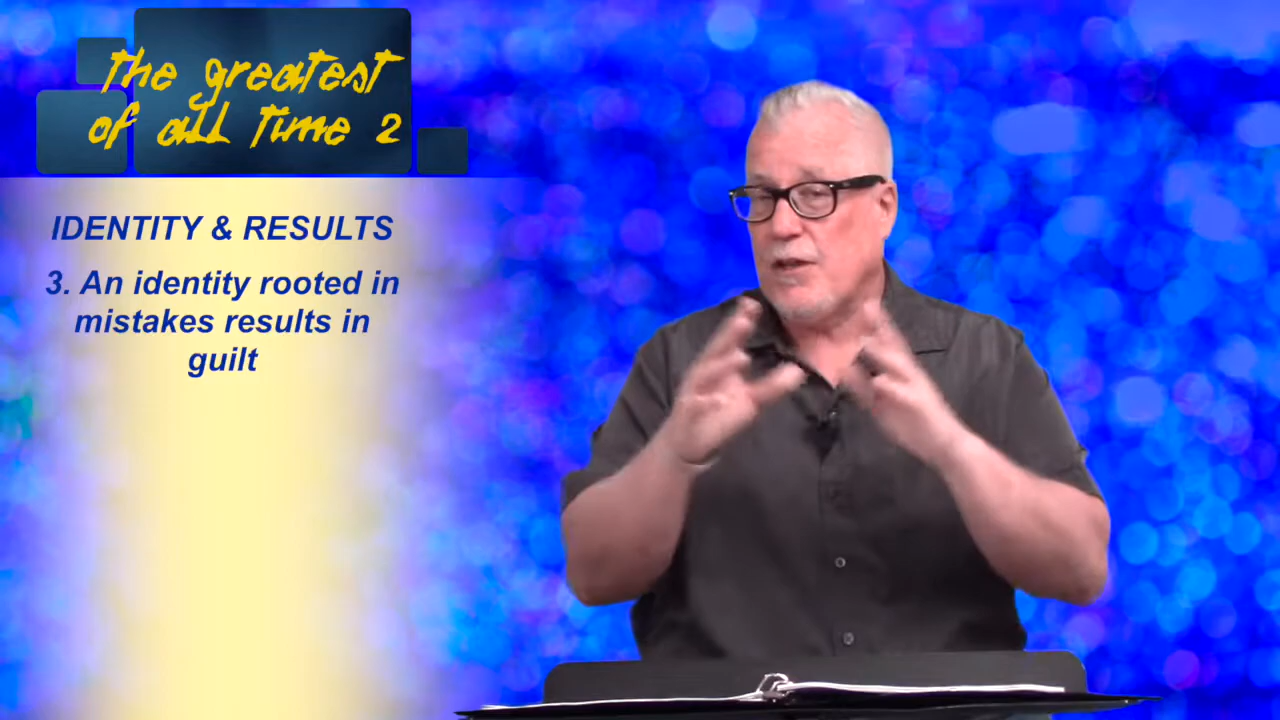 the greatest
of all time 2
IDENTITY & RESULTS
3. An identity rooted in
mistakes results in
guilt